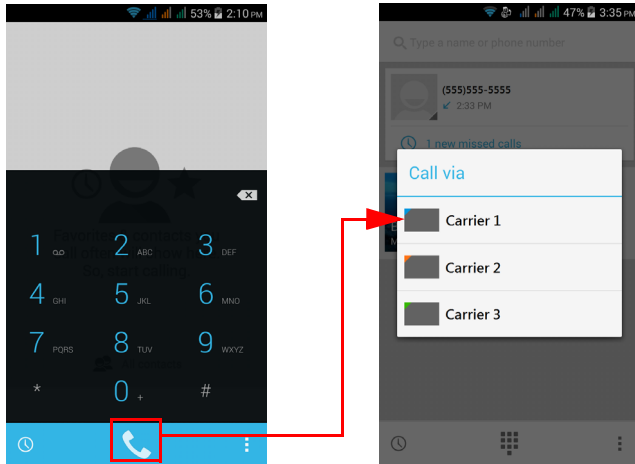 53% 2:10 PM
1
2 ABC
3 DEF
4 GHI
5 JKL
6 MNO
7 PQRS
8 TUV
9 WXYZ
*
0 +
#
47% 3:35 PM
Type a name or phone number
(555)555-5555
2:33 PM
1 new missed calls
Call via
Carrier 1
Carrier 2
Carrier 3